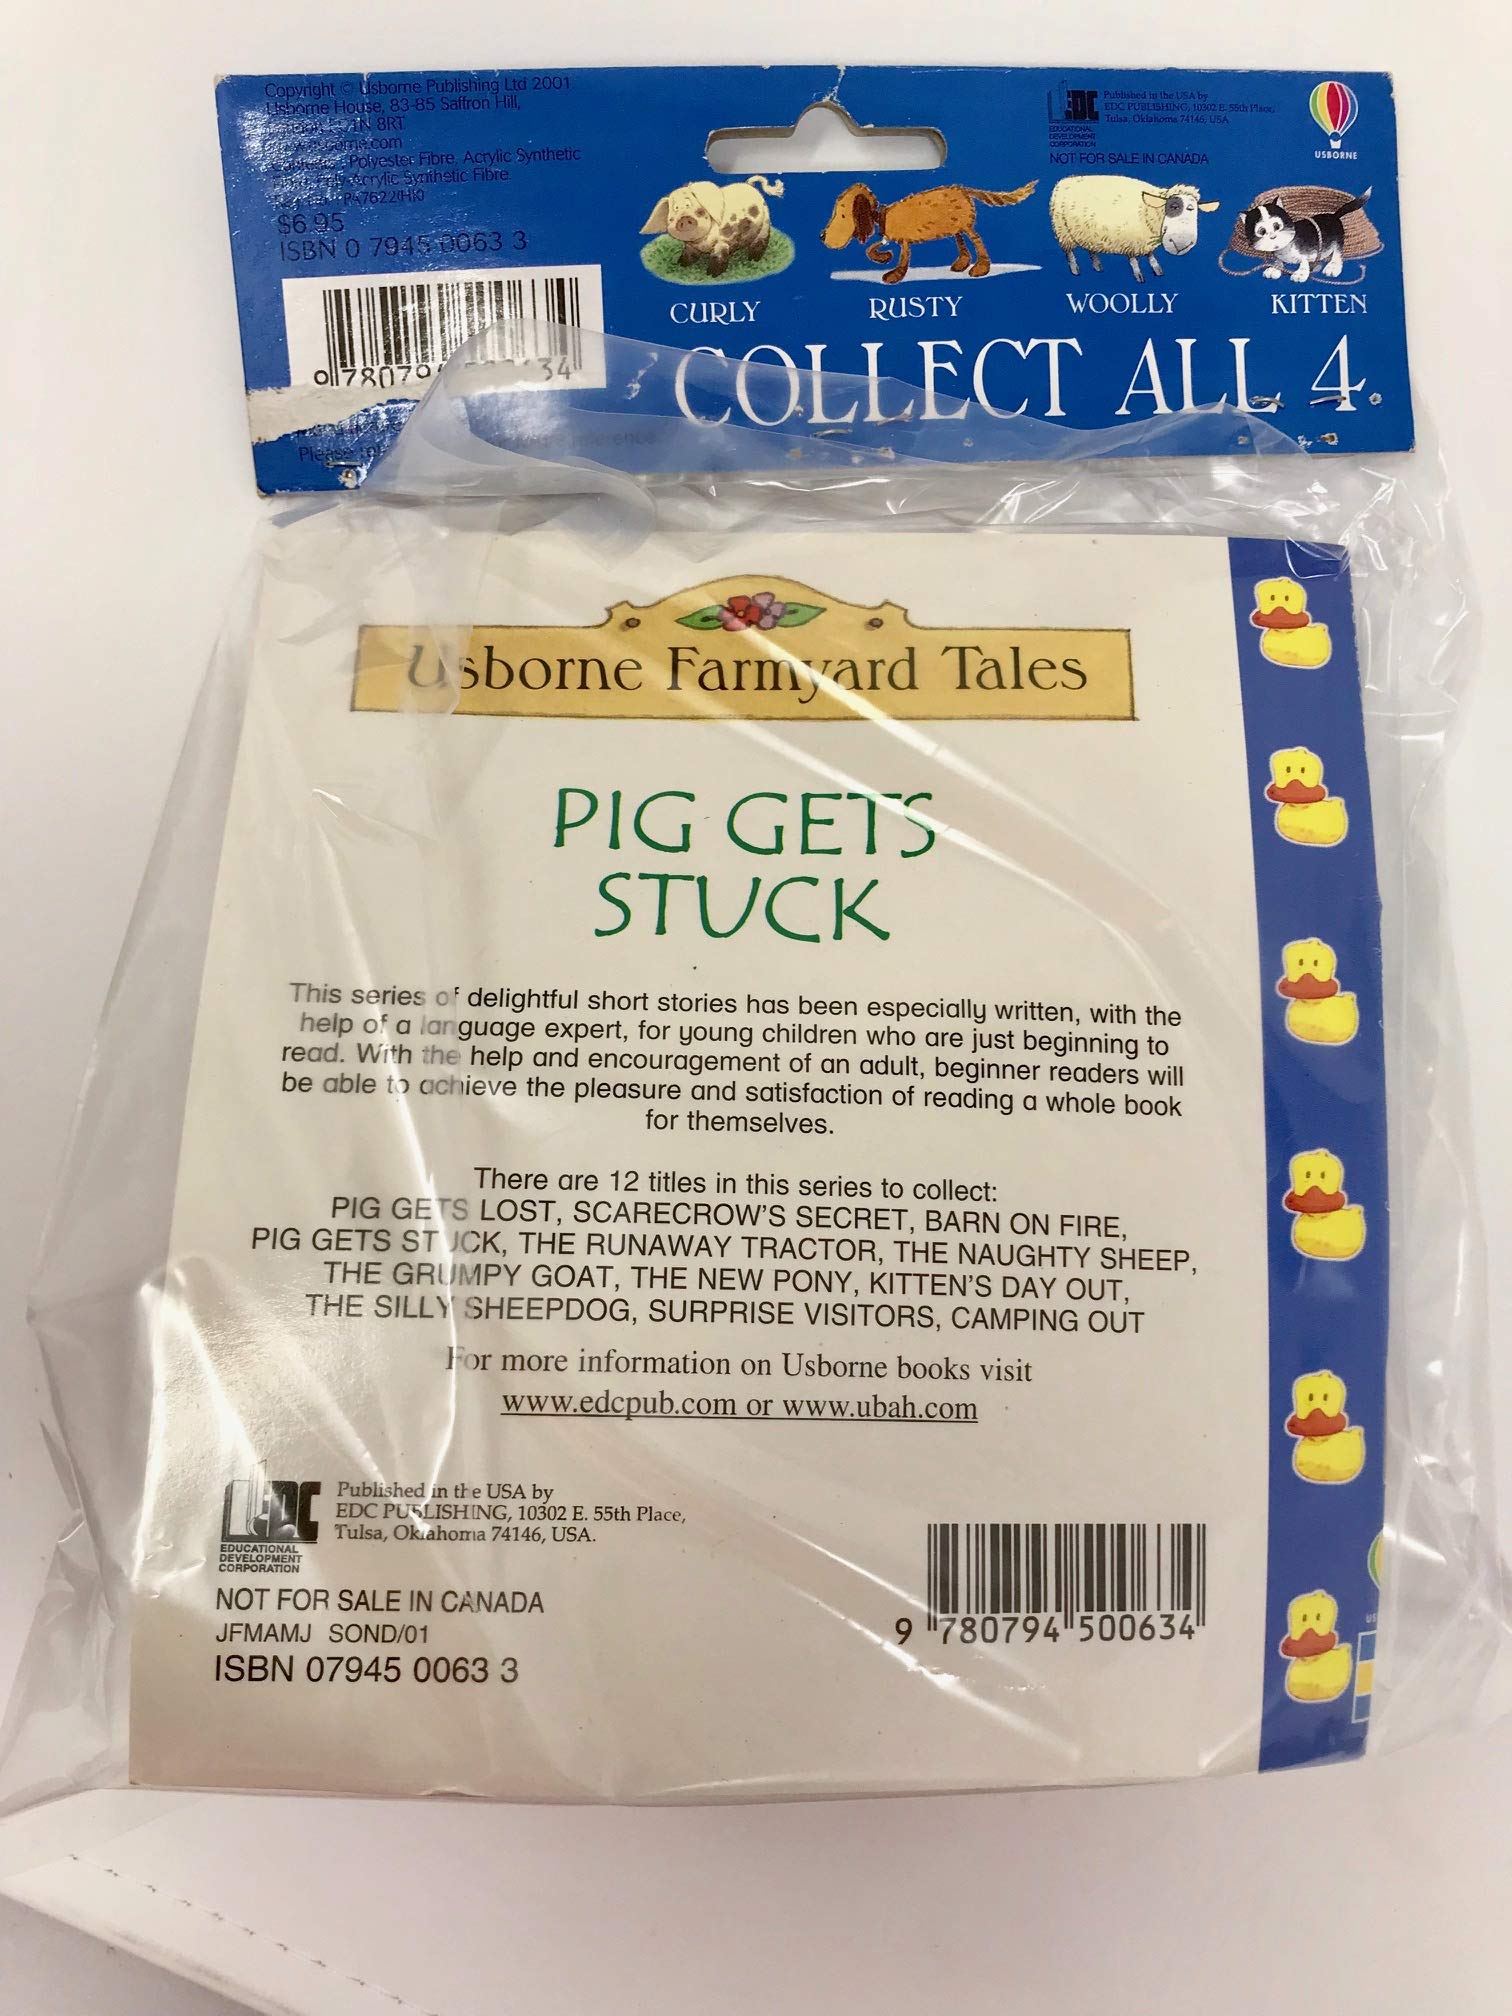 Copyright © Usborne Publishing Ltd 2001
Usborne House, 83-85 Saffron Hill,
EC1N 8RT
Polyester Fibre, Acrylic Synthetic
Acrylic Synthetic Fibre.
$6.95
ISBN 0 7945 0063 3
EDC
EDUCATIONAL
DEVELOPMENT
CORPORATION
Published in the USA by
EDC PUBLISHING, 10302 E. 55th Place,
Tulsa, Oklahoma 74146, USA
NOT FOR SALE IN CANADA
USBORNE
CURLY RUSTY WOOLLY KITTEN
COLLECT ALL 4.
Please
reference
Usborne Farmyard Tales
PIG GETS
STUCK
This series of delightful short stories has been especially written, with the
help of a language expert, for young children who are just beginning to
read. With the help and encouragement of an adult, beginner readers will
be able to achieve the pleasure and satisfaction of reading a whole book
for themselves.
There are 12 titles in this series to collect:
PIG GETS LOST, SCARECROW'S SECRET, BARN ON FIRE,
PIG GETS STUCK, THE RUNAWAY TRACTOR, THE NAUGHTY SHEEP,
THE GRUMPY GOAT, THE NEW PONY, KITTEN'S DAY OUT,
THE SILLY SHEEPDOG, SURPRISE VISITORS, CAMPING OUT
For more information on Usborne books visit
www.edcpub.com or www.ubah.com
EDC
EDUCATIONAL
DEVELOPMENT
CORPORATION
Published in the USA by
EDC PUBLISHING, 10302 E. 55th Place,
Tulsa, Oklahoma 74146, USA.
NOT FOR SALE IN CANADA
JFMAMJ SOND/01
ISBN 07945 0063 3
9 780794 500634